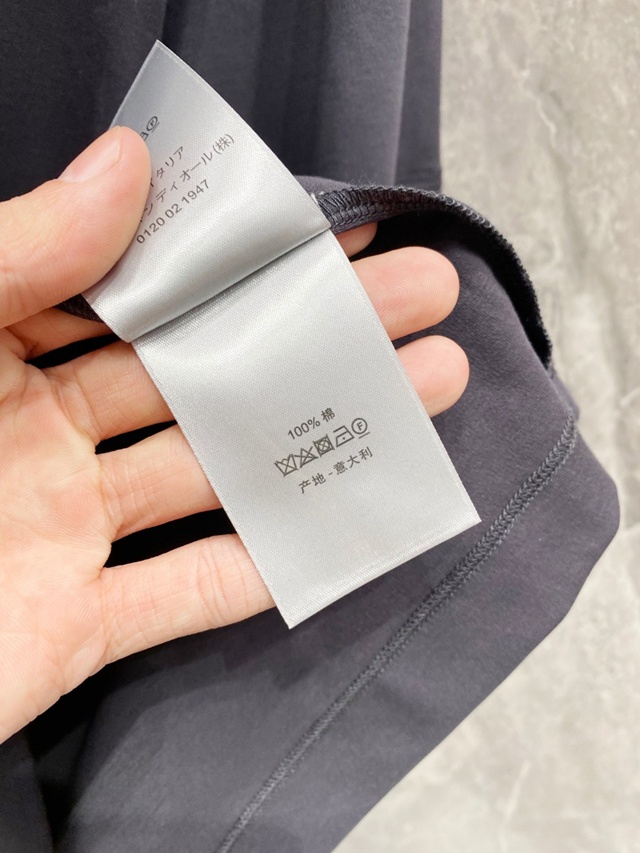 タリア
ディオール(株)
0120 02 1947
100% 棉
产地 - 意大利